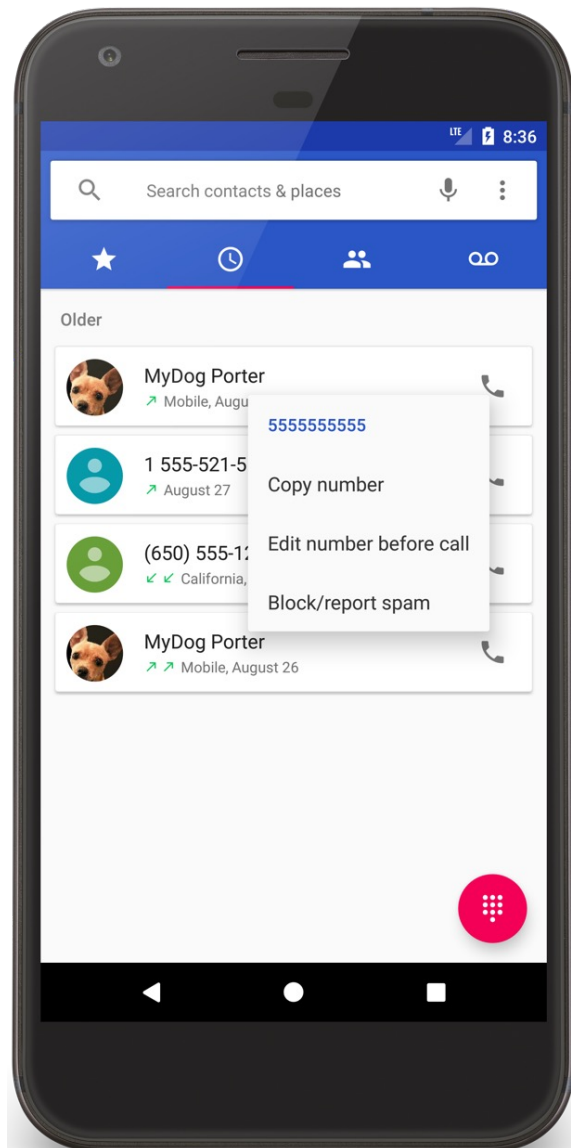 LTE 8:36
Search contacts & places
Older
MyDog Porter
Mobile,
5555555555
1 555-521-5
August 27
Copy number
(650) 555-12
California,
Edit number before call
Block/report spam
MyDog Porter
Mobile, August 26